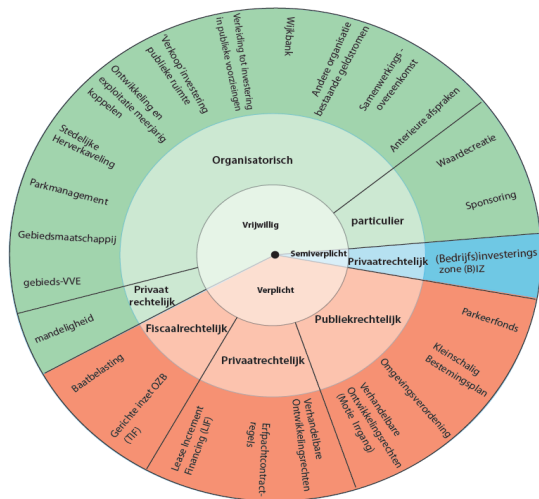 Wijkbank
Verleiding tot investering
in publieke voorzieingen
'Verkoop' investering
publieke ruimte
Ontwikkeling en
exploitatie meerjarig
koppelen
Stedelijke
Herverkaveling
Parkmanagement
Gebiedsmaatschappij
gebieds-VVE
mandeligheid
Andere organisatie
bestaande geldstromen
Samenwerkings-
overeenkomst
Anterieure afspraken
Waardecreatie
Sponsoring
Organisatorisch
particulier
Vrijwillig
Semiverplicht
Privaatrechtelijk
(Bedrijfs)investerings
zone (B)IZ
Verplicht
Privaat
rechtelijk
Fiscaalrechtelijk
Privaatrechtelijk
Publiekrechtelijk
Baatbelasting
Gerichte inzet OZB
(TIF)
Lease Increment
Financing (LIF)
Erfpachtcontract-
regels
Verhandelbare
Ontwikkelingsrechten
Verhandelbare
Ontwikkelingsrechten
(Motie Irrgang)
Omgevingsverordening
Kleinschalig
Bestemingsplan
Parkeerfonds